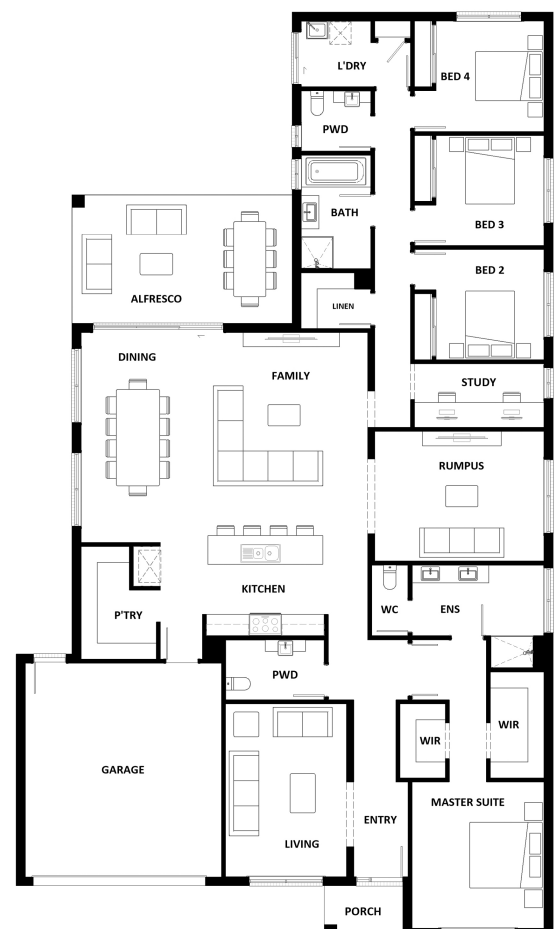 L'DRY
BED 4
PWD
BATH
BED 3
ALFRESCO
LINEN
BED 2
DINING
FAMILY
STUDY
RUMPUS
KITCHEN
P'TRY
WC
ENS
PWD
WIR
WIR
GARAGE
MASTER SUITE
ENTRY
LIVING
PORCH